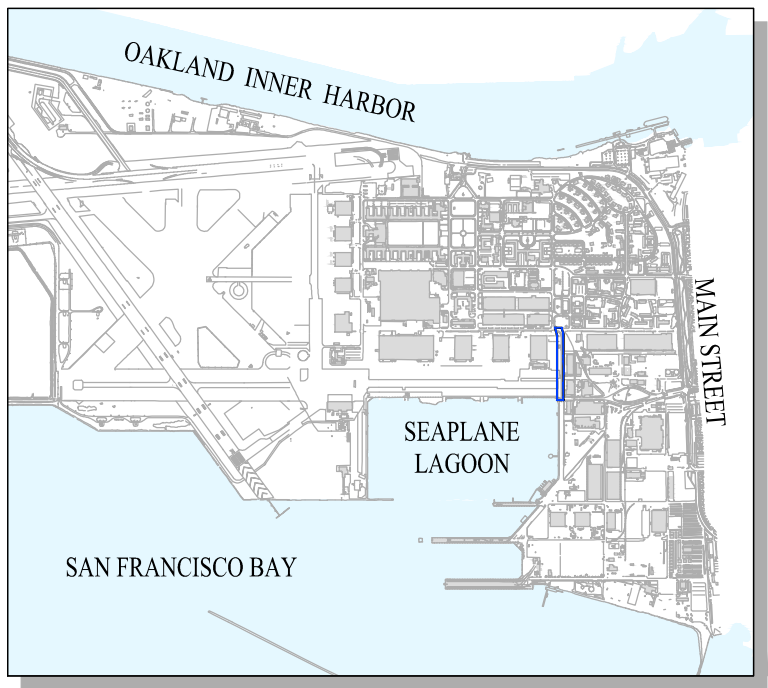 OAKLAND INNER HARBOR
MAIN STREET
SEAPLANE
LAGOON
SAN FRANCISCO BAY